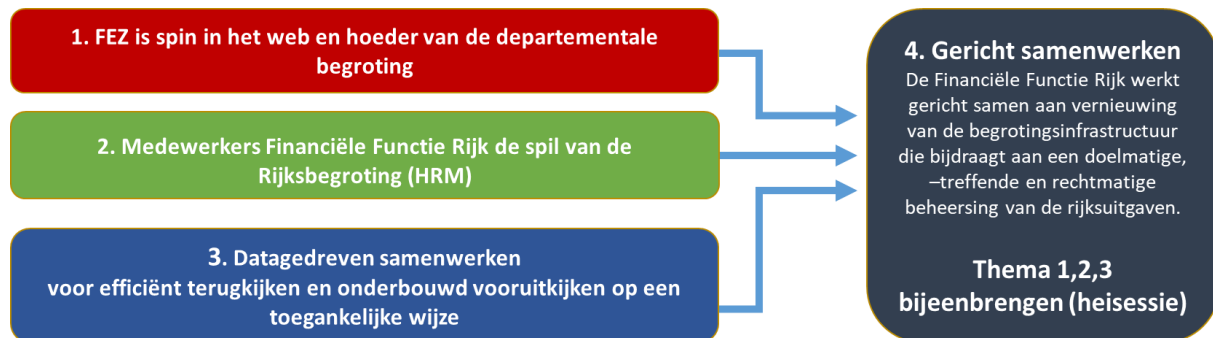 1. FEZ is spin in het web en hoeder van de departementale
begroting
2. Medewerkers Financiële Functie Rijk de spil van de
Rijksbegroting (HRM)
3. Datagedreven samenwerken
voor efficiënt terugkijken en onderbouwd vooruitkijken op een
toegankelijke wijze
4. Gericht samenwerken
De Financiële Functie Rijk werkt
gericht samen aan vernieuwing
van de begrotingsinfrastructuur
die bijdraagt aan een doelmatige,
–treffende en rechtmatige
beheersing van de rijksuitgaven.
Thema 1,2,3
bijeenbrengen (heisessie)